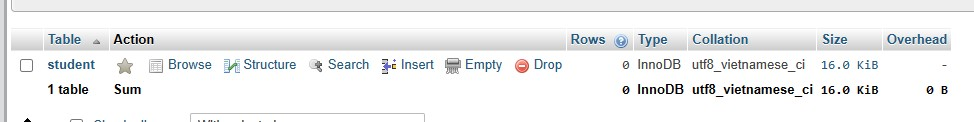 Table Action Rows Type Collation Size Overhead
student Browse Structure Search Insert Empty Drop 0 InnoDB utf8_vietnamese_ci 16.0 KiB -
1 table Sum 0 InnoDB utf8_vietnamese_ci 16.0 KiB 0 B